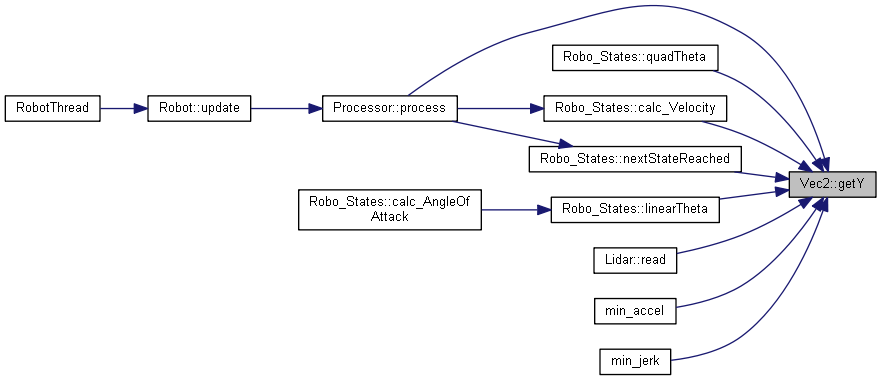 Robo_States::quadTheta
RobotThread
Robot::update
Processor::process
Robo_States::calc_Velocity
Robo_States::nextStateReached
Vec2::getY
Robo_States::calc_AngleOf
Attack
Robo_States::linearTheta
Lidar::read
min_accel
min_jerk